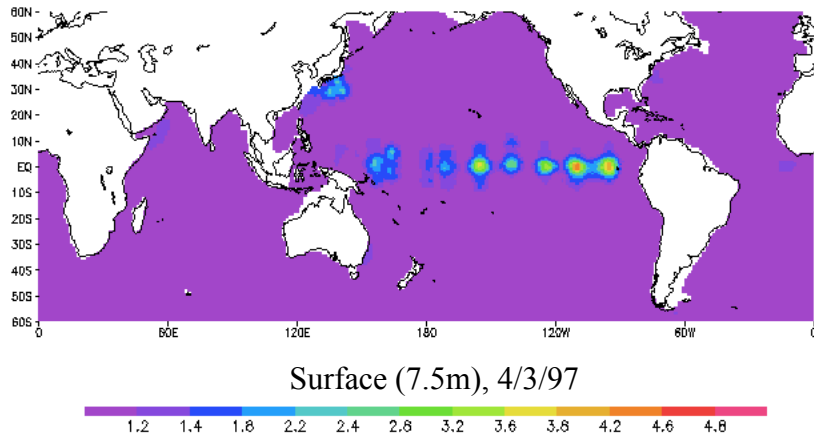 60N
50N
40N
30N
20N
10N
EQ
10S
20S
30S
40S
50S
60S
0 60E 120E 180 120W 60W 0
Surface (7.5m), 4/3/97
1.2 1.4 1.8 2.2 2.4 2.8 3.2 3.6 3.8 4.2 4.6 4.8